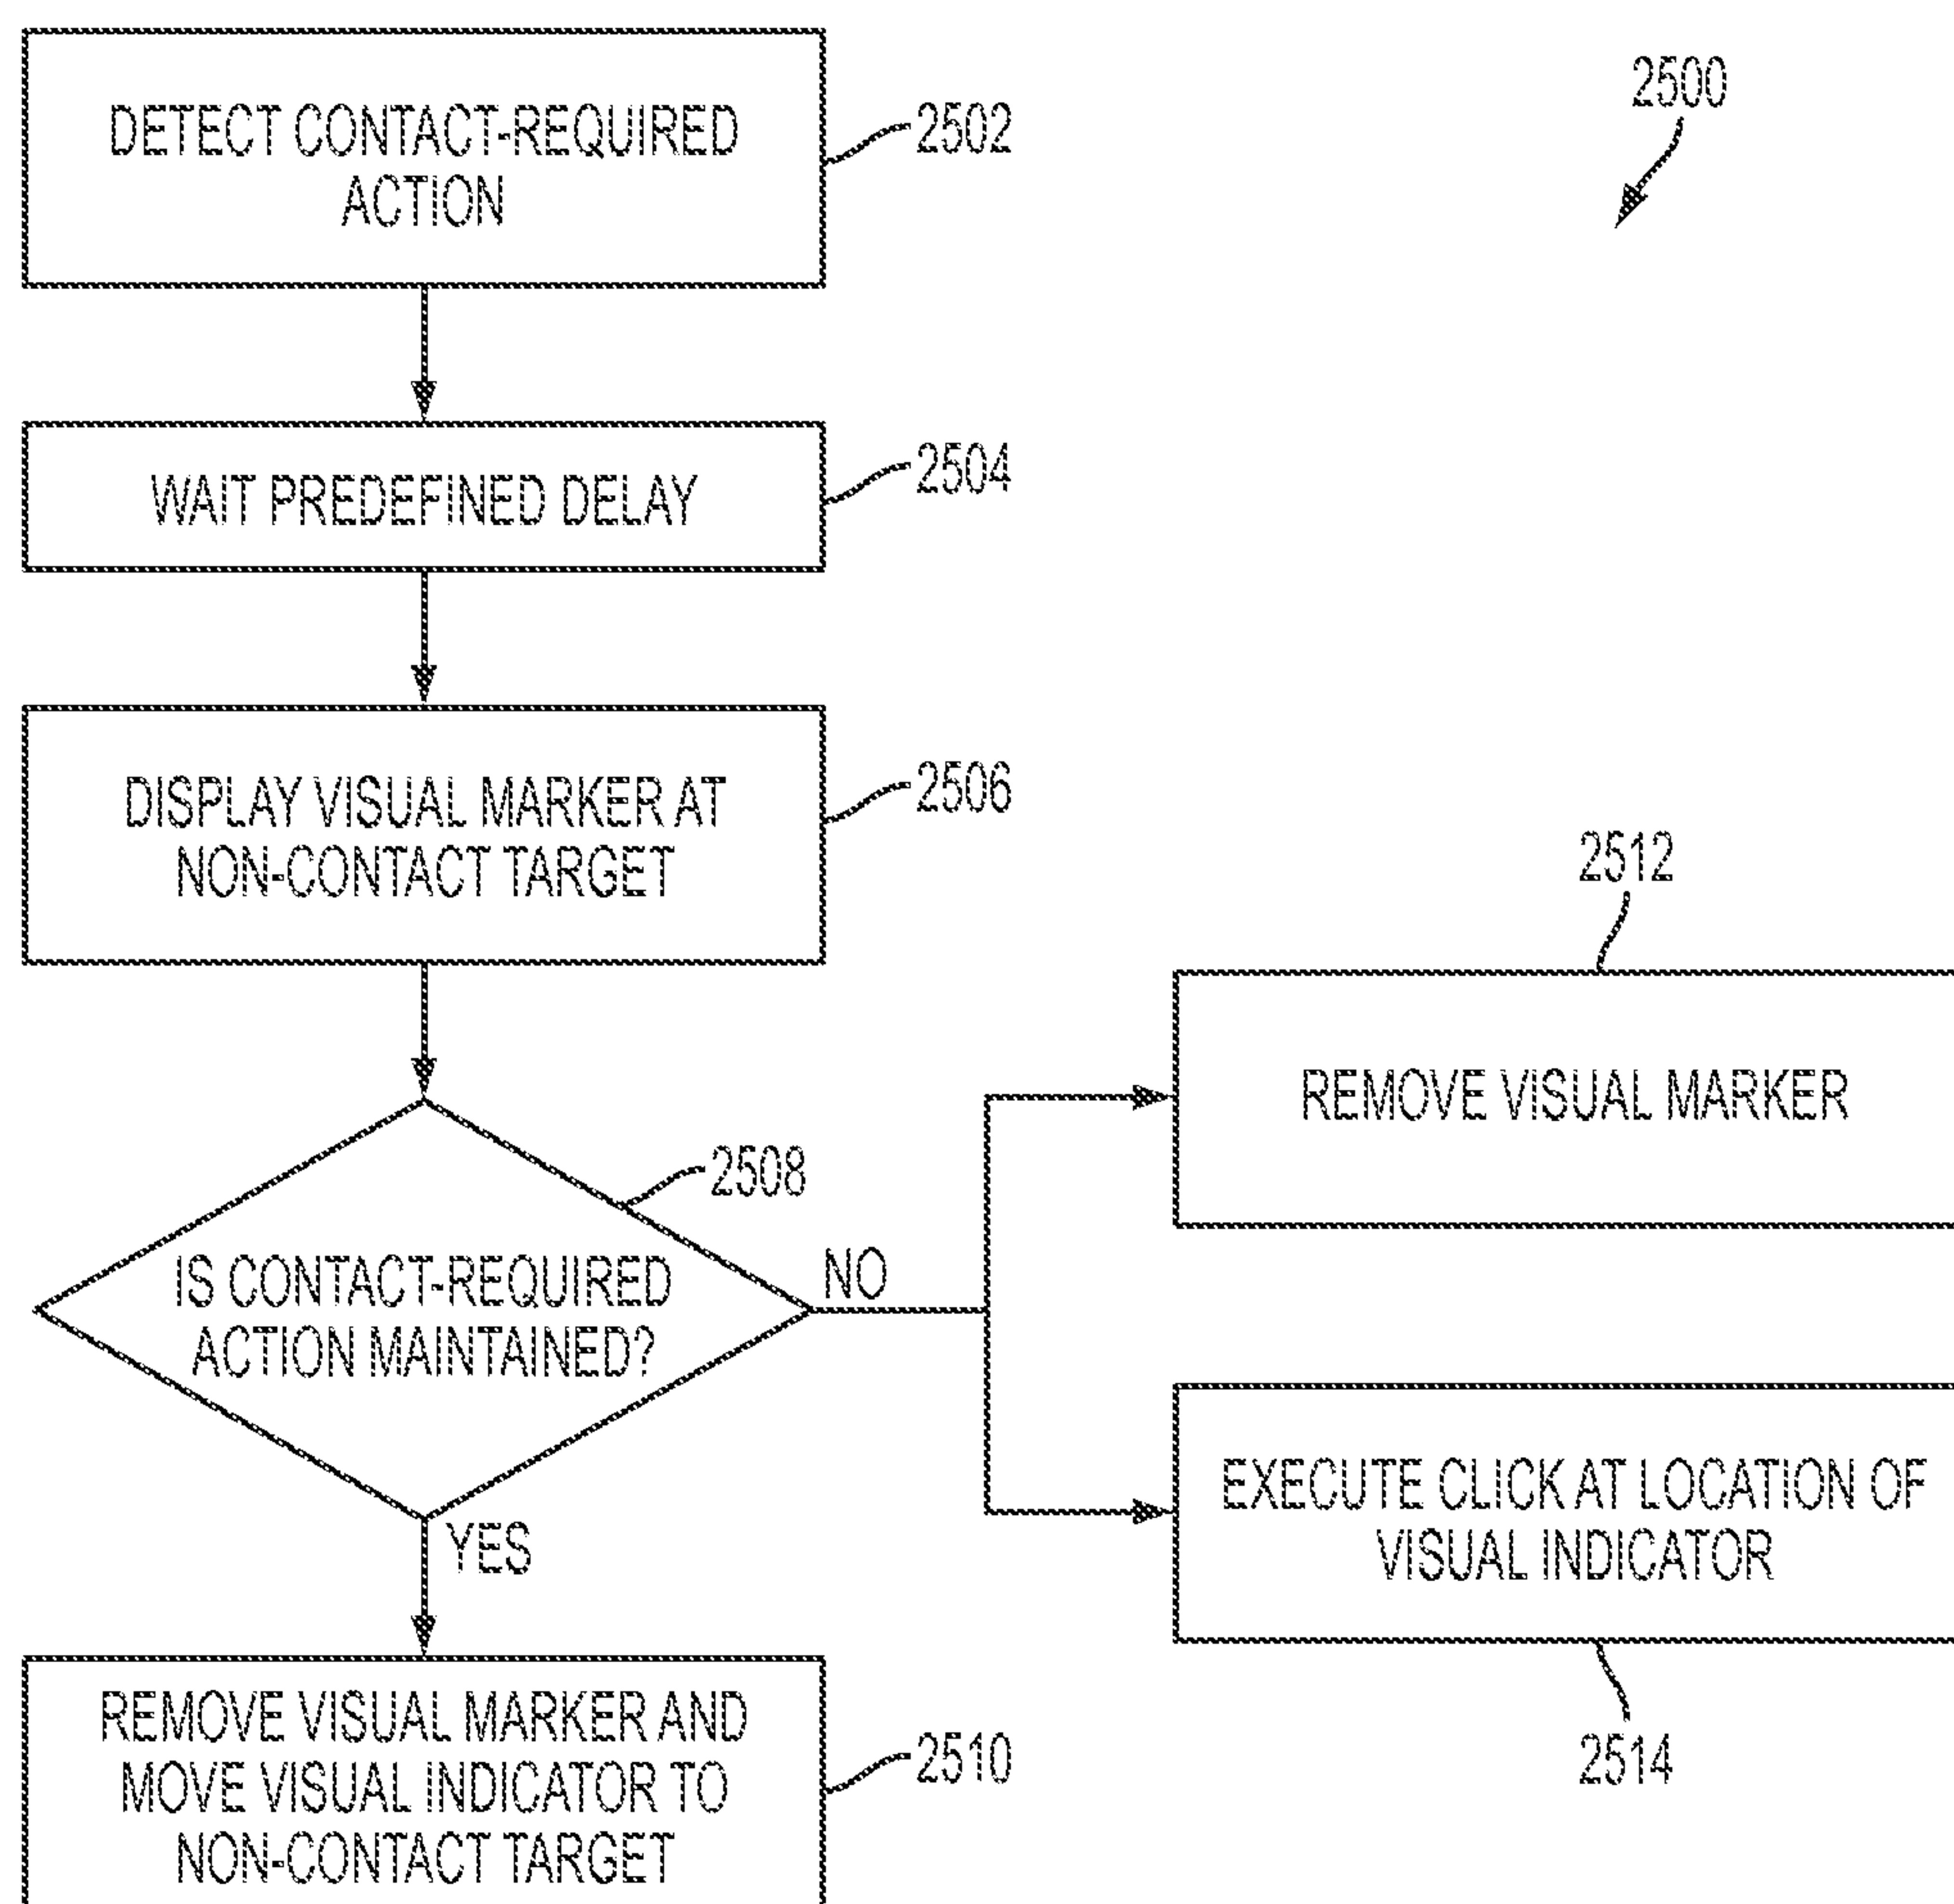 2500
DETECT CONTACT-REQUIRED
ACTION
2502
WAIT PREDEFINED DELAY
2504
DISPLAY VISUAL MARKER AT
NON-CONTACT TARGET
2506
IS CONTACT-REQUIRED
ACTION MAINTAINED?
2508
NO
YES
2512
REMOVE VISUAL MARKER
EXECUTE CLICK AT LOCATION OF
VISUAL INDICATOR
2514
REMOVE VISUAL MARKER AND
MOVE VISUAL INDICATOR TO
NON-CONTACT TARGET
2510